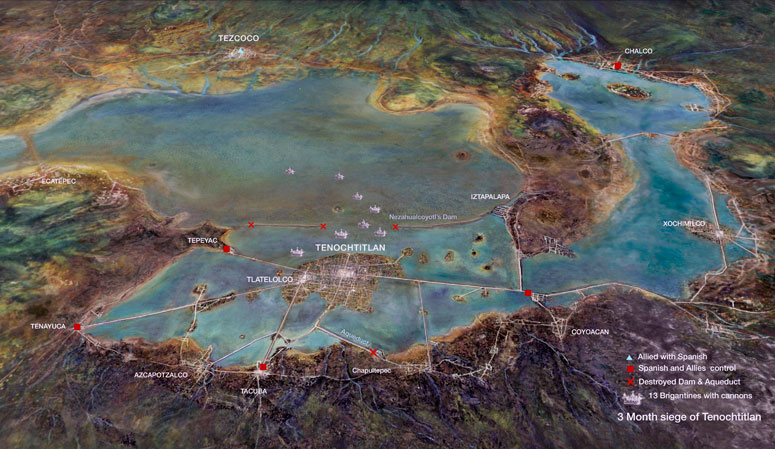 TEZCOCO
CHALCO
ECATEPEC
IZTAPALAPA
Nezahualcoyotl's Dam
XOCHIMILCO
TEPEYAC
TENOCHTITLAN
TLATELOLCO
TENAYUCA
Aqueduct
COYOACAN
AZCAPOTZALCO
Chapultepec
TACUBA
Allied with Spanish
Spanish and Allies control
Destroyed Dam & Aqueduct
13 Brigantines with cannons
3 Month siege of Tenochtitlan